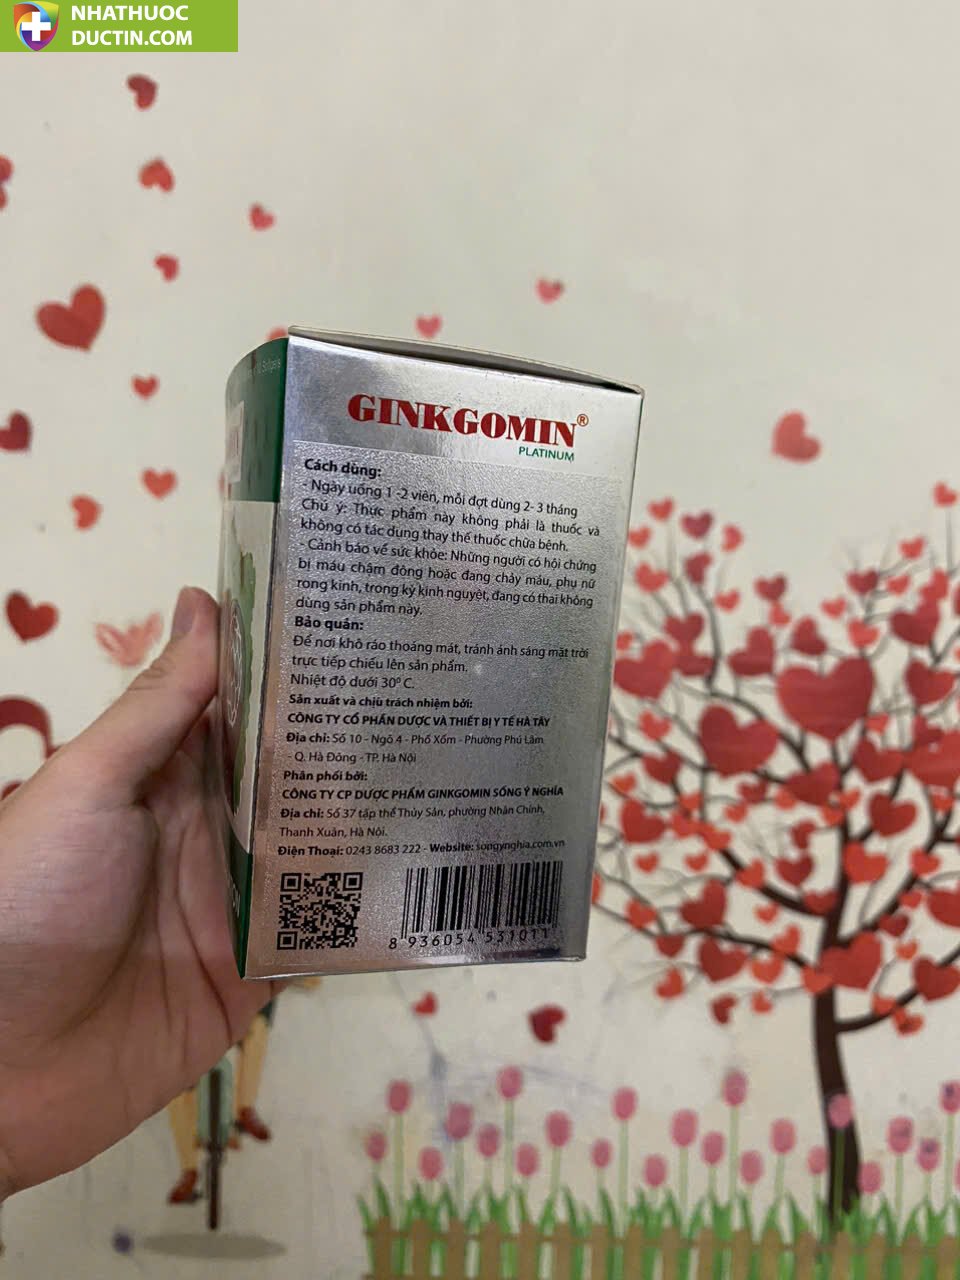 NHATHUOC
DUCTIN.COM
Softgels
GINKGOMIN®
PLATINUM
Cách dùng:
- Ngày uống 1 -2 viên, mỗi đợt dùng 2- 3 tháng
Chú ý: Thực phẩm này không phải là thuốc và
không có tác dụng thay thế thuốc chữa bệnh.
- Cảnh báo về sức khỏe: Những người có hội chứng
bị máu chậm đông hoặc đang chảy máu, phụ nữ
rong kinh, trong kỳ kinh nguyệt, đang có thai không
dùng sản phẩm này.
Bảo quản:
Để nơi khô ráo thoáng mát, tránh ánh sáng mặt trời
trực tiếp chiếu lên sản phẩm.
Nhiệt độ dưới 30⁰ C.
Sản xuất và chịu trách nhiệm bởi:
CÔNG TY CỔ PHẦN DƯỢC VÀ THIẾT BỊ Y TẾ HÀ TÂY
Địa chỉ: Số 10 - Ngõ 4 - Phố Xốm - Phường Phú Lãm
- Q. Hà Đông - TP. Hà Nội
Phân phối bởi:
CÔNG TY CP DƯỢC PHẨM GINKGOMIN SỐNG Ý NGHĨA
Địa chỉ: Số 37 tập thể Thủy Sản, phường Nhân Chính,
Thanh Xuân, Hà Nội.
Điện Thoại: 0243 8683 222 - Website: songynghia.com.vn
8 936054 531011